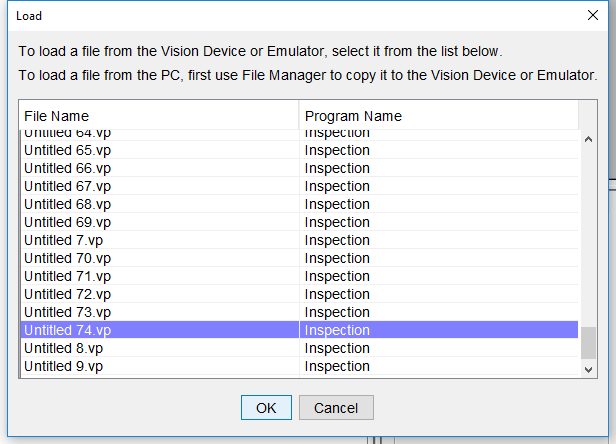 Load
To load a file from the Vision Device or Emulator, select it from the list below.
To load a file from the PC, first use File Manager to copy it to the Vision Device or Emulator.
File Name Program Name
Untitled 64.vp Inspection
Untitled 65.vp Inspection
Untitled 66.vp Inspection
Untitled 67.vp Inspection
Untitled 68.vp Inspection
Untitled 69.vp Inspection
Untitled 7.vp Inspection
Untitled 70.vp Inspection
Untitled 71.vp Inspection
Untitled 72.vp Inspection
Untitled 73.vp Inspection
Untitled 74.vp Inspection
Untitled 8.vp Inspection
Untitled 9.vp Inspection
OK Cancel